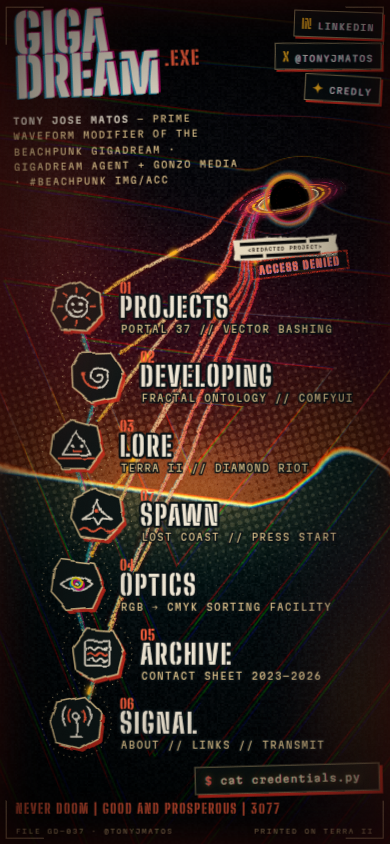 GIGA
DREAM.EXE
LINKEDIN
X @TONYJMATOS
CREDLY
TONY JOSE MATOS — PRIME
WAVEFORM MODIFIER OF THE
BEACHPUNK GIGADREAM ·
GIGADREAM AGENT + GONZO MEDIA
· #BEACHPUNK IMG/ACC
<REDACTED PROJECT>
ACCESS DENIED
01
PROJECTS
PORTAL 37 // VECTOR BASHING
02
DEVELOPING
FRACTAL ONTOLOGY // COMFYUI
03
LORE
TERRA II // DIAMOND RIOT
SPAWN
LOST COAST // PRESS START
04
OPTICS
RGB → CMYK SORTING FACILITY
05
ARCHIVE
CONTACT SHEET 2023–2026
06
SIGNAL
ABOUT // LINKS // TRANSMIT
$ cat credentials.py
NEVER DOOM | GOOD AND PROSPEROUS | 3077
FILE GD-037 · @TONYJMATOS
PRINTED ON TERRA II